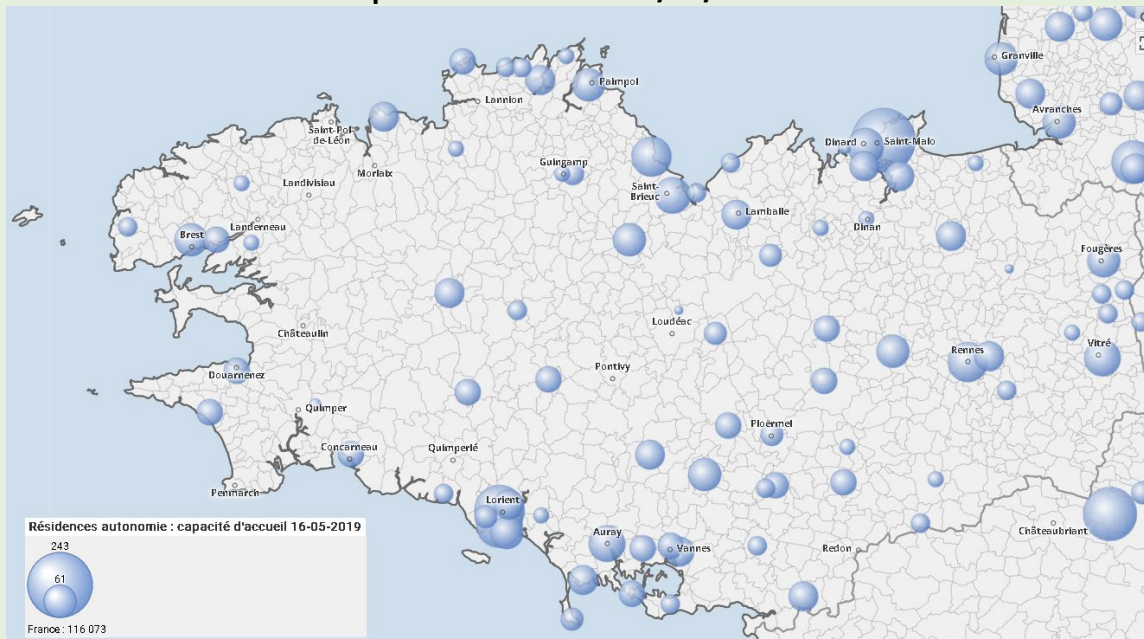 Granville
Paimpol
Avranches
Lannion
Saint-Pol-
de-Léon
Dinard
Saint-Malo
Guingamp
Morlaix
Landivisiau
Saint-
Brieuc
Lamballe
Landerneau
Dinan
Brest
Fougères
Loudéac
Châteaulin
Vitré
Rennes
Pontivy
Douarnenez
Quimper
Ploërmel
Concarneau
Quimperlé
Penmarch
Lorient
Châteaubriant
Auray
Vannes
Redon
Résidences autonomie : capacité d'accueil 16-05-2019
243
61
France : 116 073